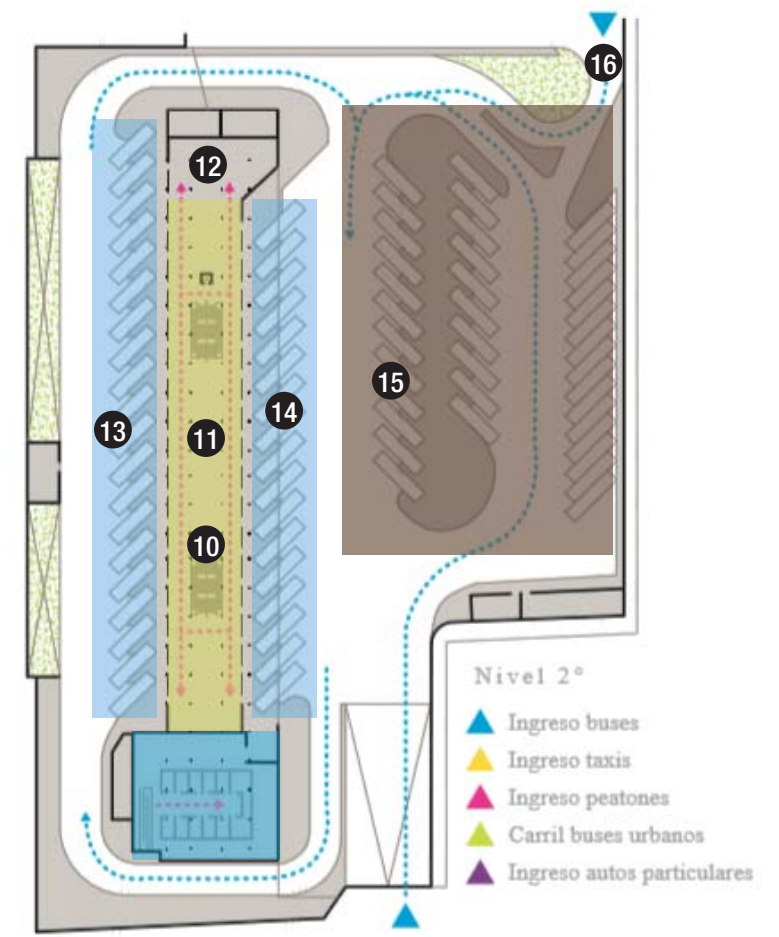 16
12
15
14
13
11
10
Nivel 2°
Ingreso buses
Ingreso taxis
Ingreso peatones
Carril buses urbanos
Ingreso autos particulares